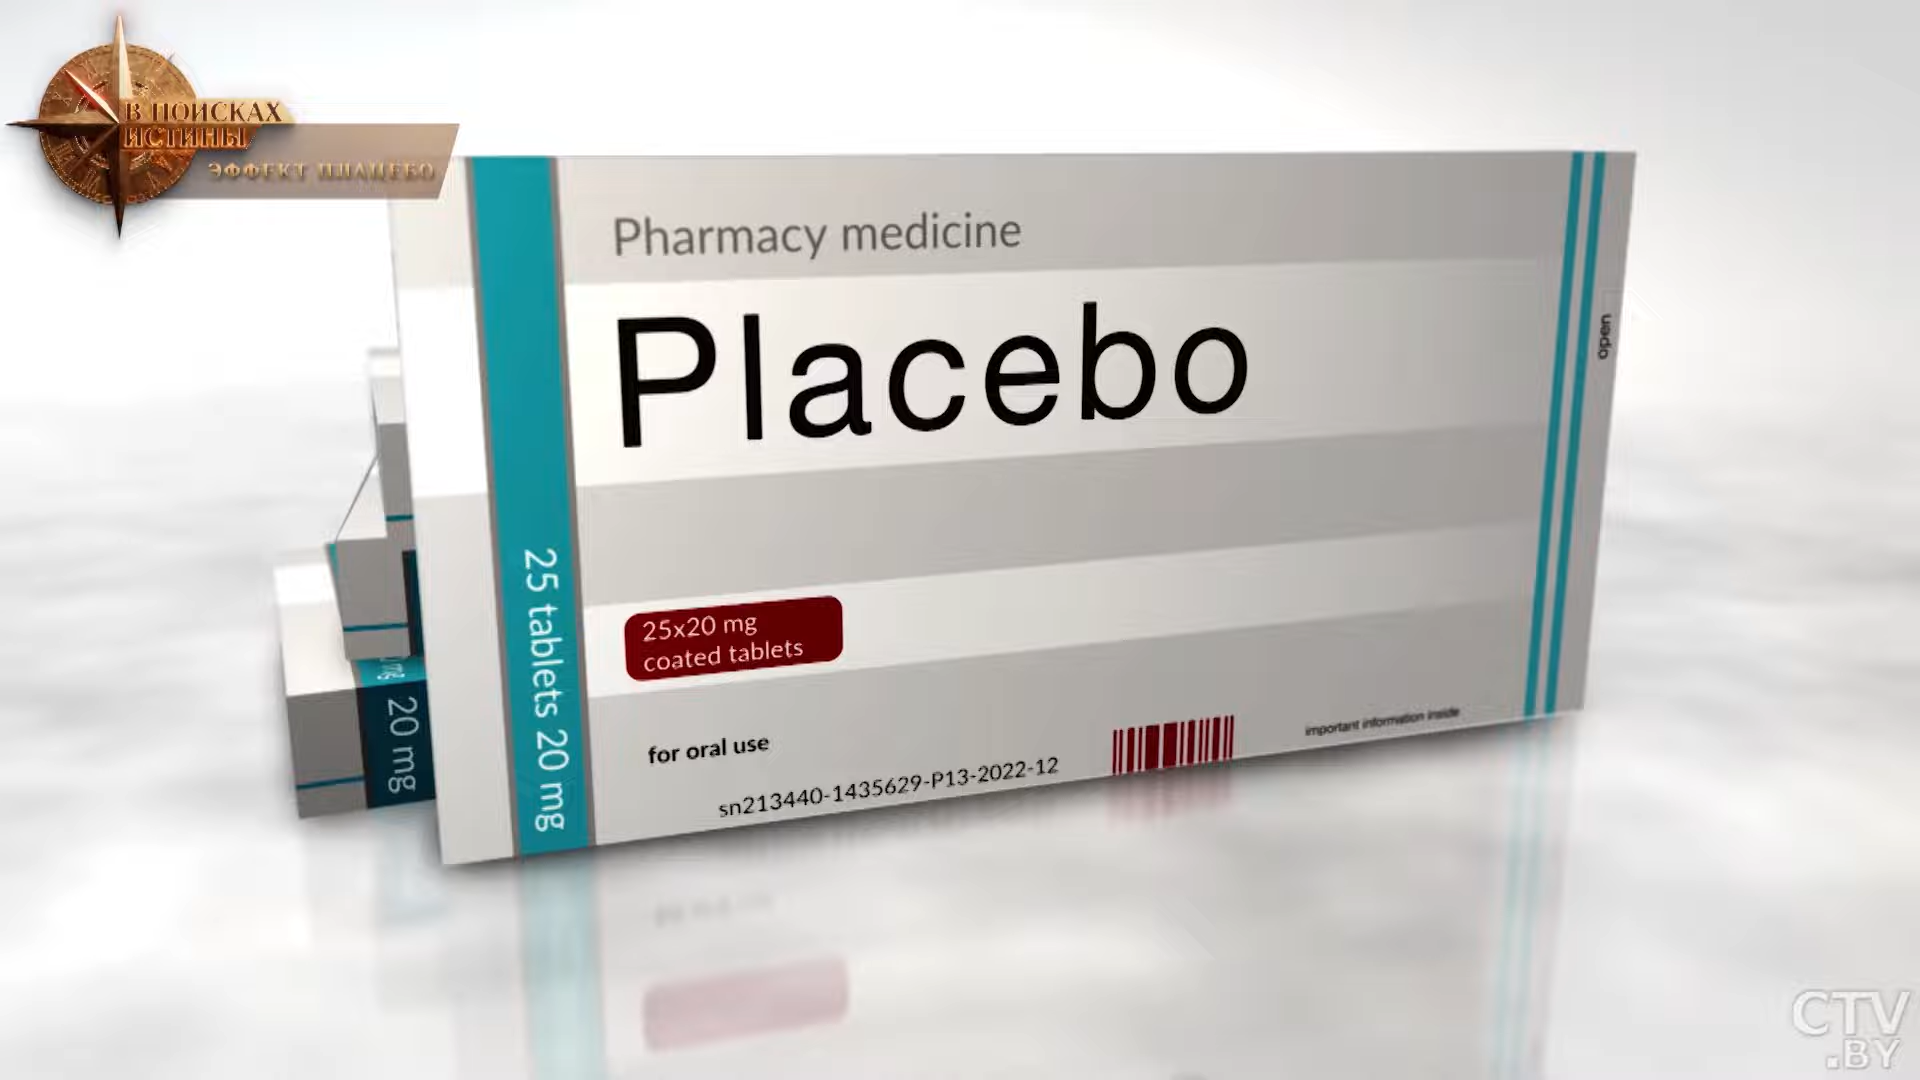 В ПОИСКАХ
ИСТИНЫ
ЭФФЕКТ ПЛАЦЕБО
Pharmacy medicine
Placebo
open
25 tablets 20 mg
25x20 mg
coated tablets
20 mg
for oral use
sn213440-1435629-P13-2022-12
important information inside
CTV
.BY